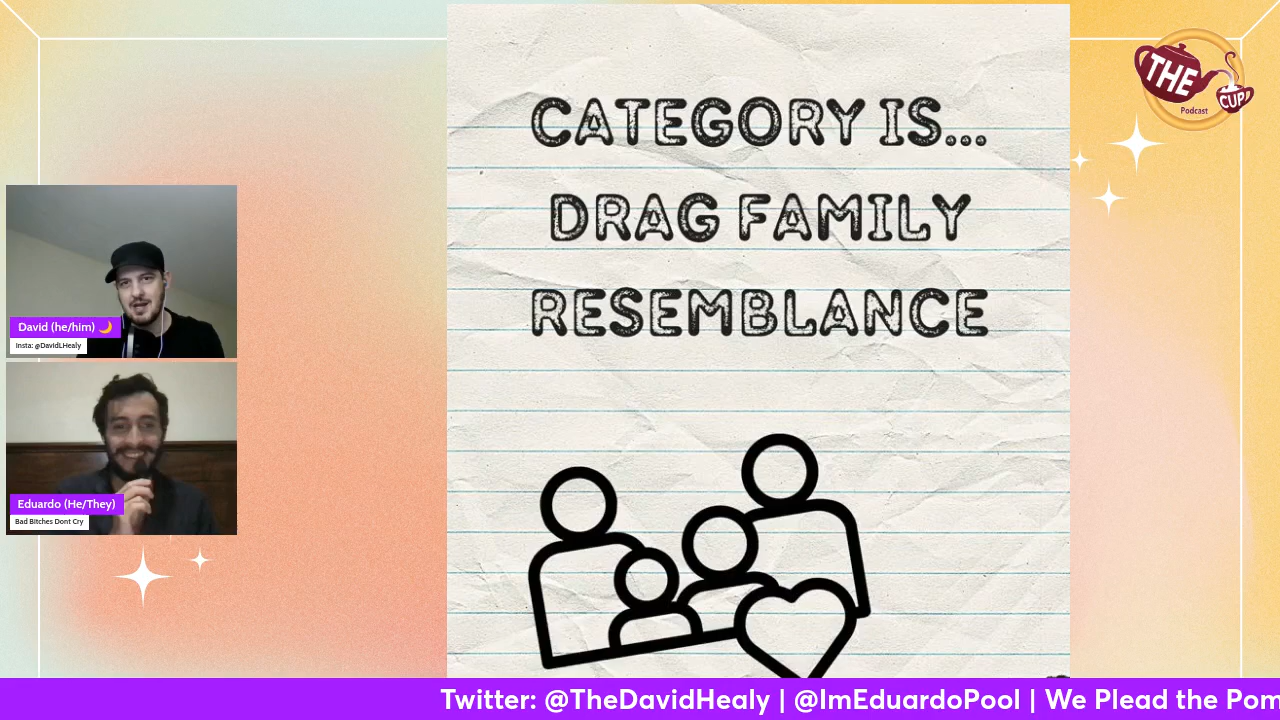 CATEGORY IS...
DRAG FAMILY
RESEMBLANCE
THE
CUP!
Podcast
David (he/him) 🌙
Insta: @DavidLHealy
Eduardo (He/They)
Bad Bitches Dont Cry
Twitter: @TheDavidHealy | @ImEduardoPool | We Plead the Pom